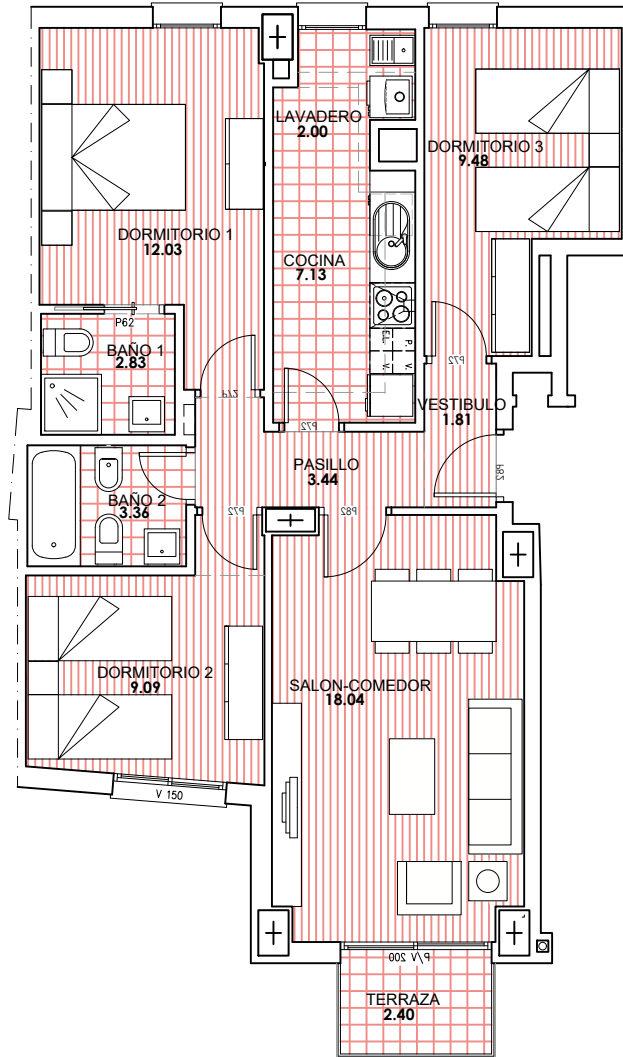 LAVADERO
2.00
DORMITORIO 3
9.48
DORMITORIO 1
12.03
COCINA
7.13
P62
BAÑO 1
2.83
P. V.
P72
P72
VESTIBULO
1.81
P72
PASILLO
3.44
P82
BAÑO 2
3.36
P72
P82
DORMITORIO 2
9.09
SALON-COMEDOR
18.04
V 150
P/V 200
TERRAZA
2.40